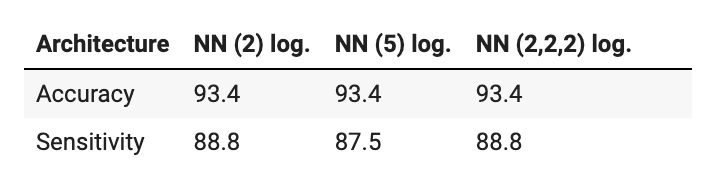 Architecture NN (2) log. NN (5) log. NN (2,2,2) log.
Accuracy 93.4 93.4 93.4
Sensitivity 88.8 87.5 88.8